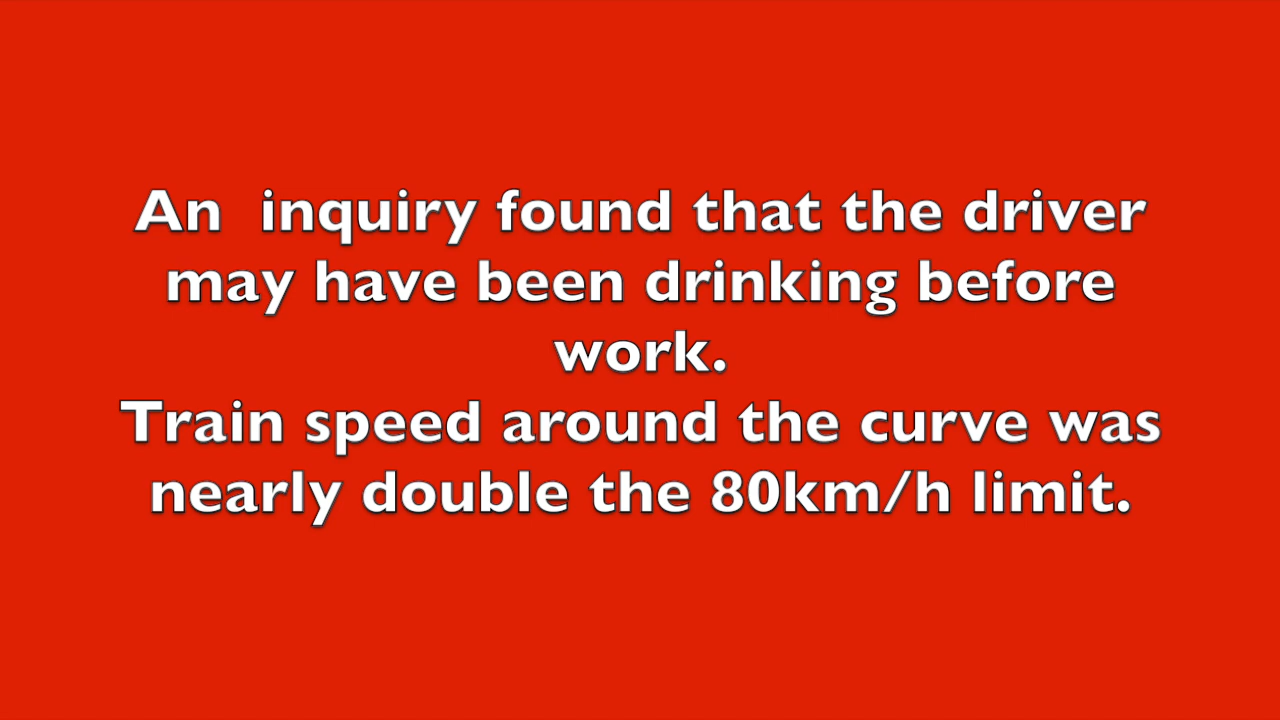 An  inquiry found that the driver
may have been drinking before
work.
Train speed around the curve was
nearly double the 80km/h limit.